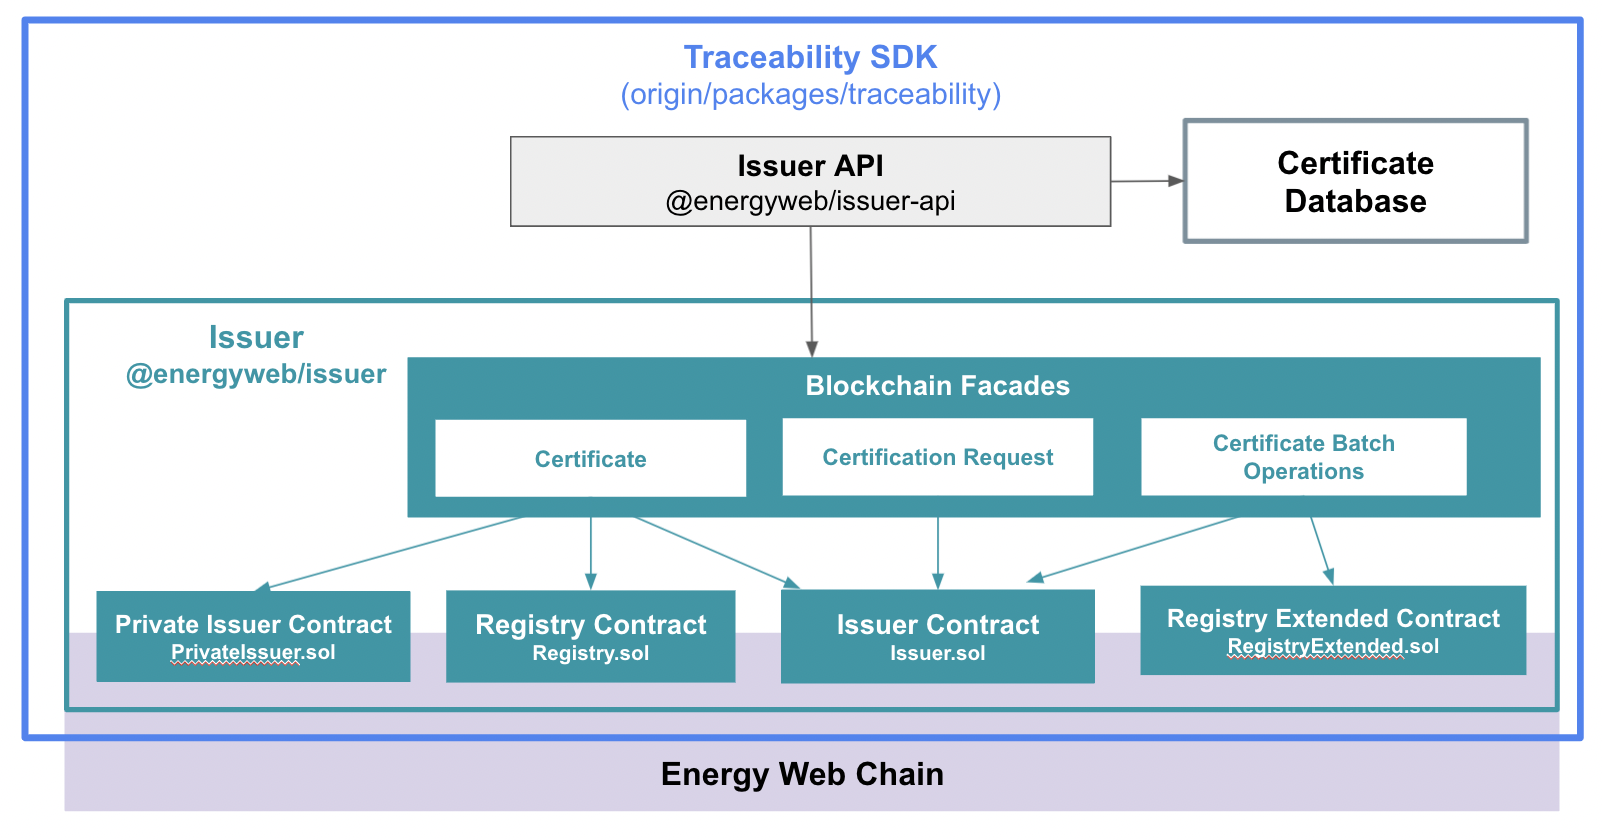 Traceability SDK
(origin/packages/traceability)
Issuer API
@energyweb/issuer-api
Certificate
Database
Issuer
@energyweb/issuer
Blockchain Facades
Certificate
Certification Request
Certificate Batch
Operations
Private Issuer Contract
PrivateIssuer.sol
Registry Contract
Registry.sol
Issuer Contract
Issuer.sol
Registry Extended Contract
RegistryExtended.sol
Energy Web Chain